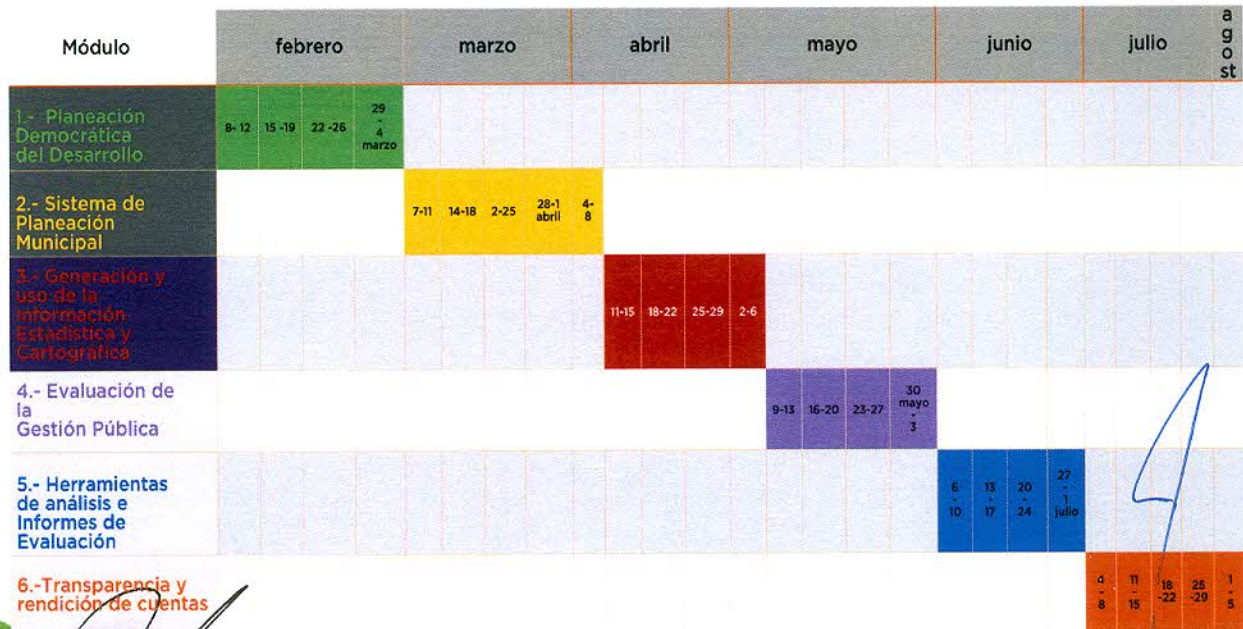 Módulo febrero marzo abril mayo junio julio agost
1.- Planeación
Democrática
del Desarrollo
8- 12 15 -19 22 -26 29 - 4 marzo
2.- Sistema de
Planeación
Municipal
7-11 14-18 2-25 28-1 abril 4-8
3.- Generación y
uso de la
Información
Estadística y
Cartográfica
11-15 18-22 25-29 2-6
4.- Evaluación de
la
Gestión Pública
9-13 16-20 23-27 30 mayo - 3
5.- Herramientas
de análisis e
Informes de
Evaluación
6 - 10 13 - 17 20 - 24 27 - 1 julio
6.-Transparencia y
rendición de cuentas
4 - 8 11 - 15 18 -22 25 -29 1 - 5